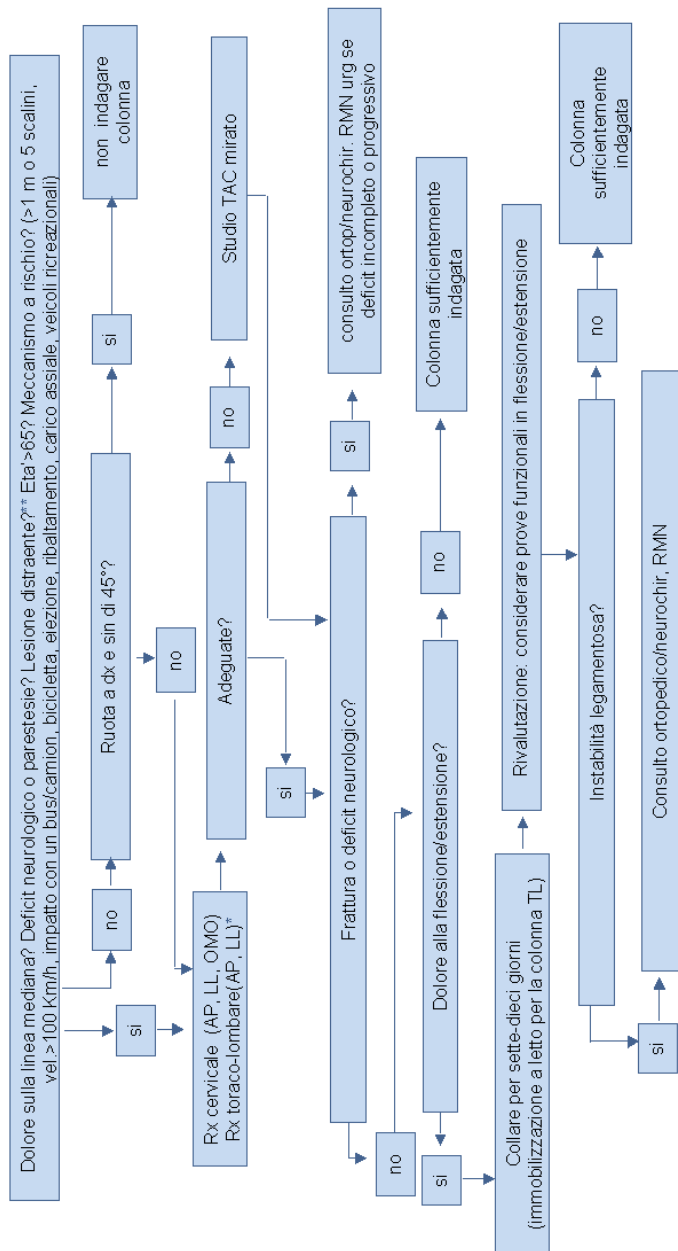 Dolore sulla linea mediana? Deficit neurologico o parestesie? Lesione distraente?** Eta'>65? Meccanismo a rischio? (>1 m o 5 scalini,
vel.>100 Km/h, impatto con un bus/camion, bicicletta, elezione, ribaltamento, carico assiale, veicoli ricreazionali)
si
no
Ruota a dx e sin di 45°?
si
non indagare
colonna
no
Rx cervicale (AP, LL, OMO)
Rx toraco-lombare(AP, LL)*
Adeguate?
no
Studio TAC mirato
si
Frattura o deficit neurologico?
si
consulto ortop/neurochir. RMN urg se
deficit incompleto o progressivo
no
Dolore alla flessione/estensione?
no
Colonna sufficientemente
indagata
si
Collare per sette-dieci giorni
(immobilizzazione a letto per la colonna TL)
Rivalutazione: considerare prove funzionali in flessione/estensione
Instabilità legamentosa?
no
Colonna
sufficientemente
indagata
si
Consulto ortopedico/neurochir, RMN